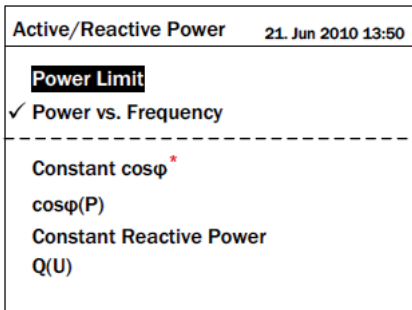 Active/Reactive Power 21. Jun 2010 13:50
Power Limit
✓ Power vs. Frequency
Constant cosφ*
cosφ(P)
Constant Reactive Power
Q(U)